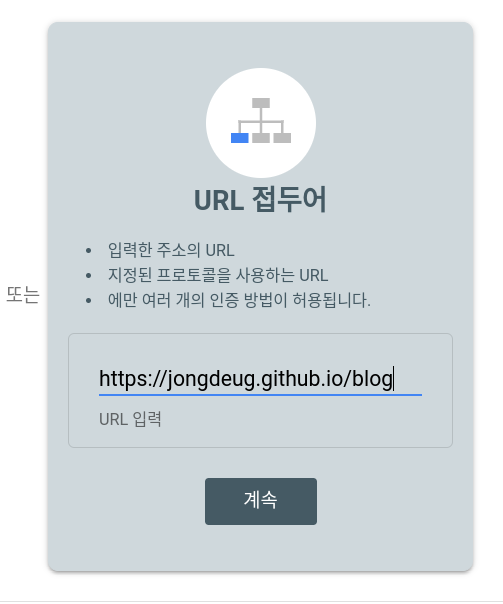 URL 접두어
입력한 주소의 URL
지정된 프로토콜을 사용하는 URL
에만 여러 개의 인증 방법이 허용됩니다.
또는
https://jongdeug.github.io/blog
URL 입력
계속